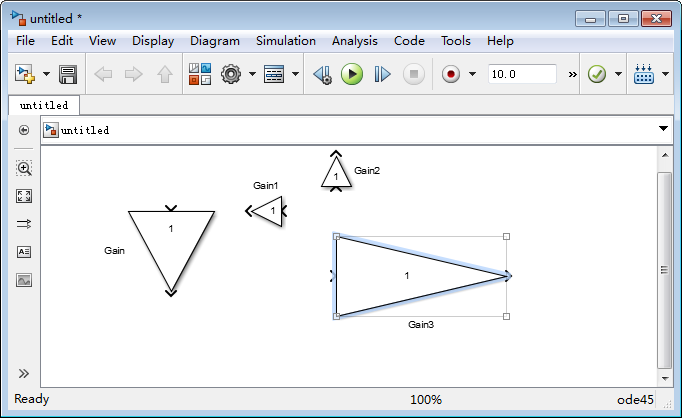 untitled *
File Edit View Display Diagram Simulation Analysis Code Tools Help
10.0 »
untitled
untitled
Gain2
1
Gain1
1
1
Gain
1
Gain3
Ready 100% ode45